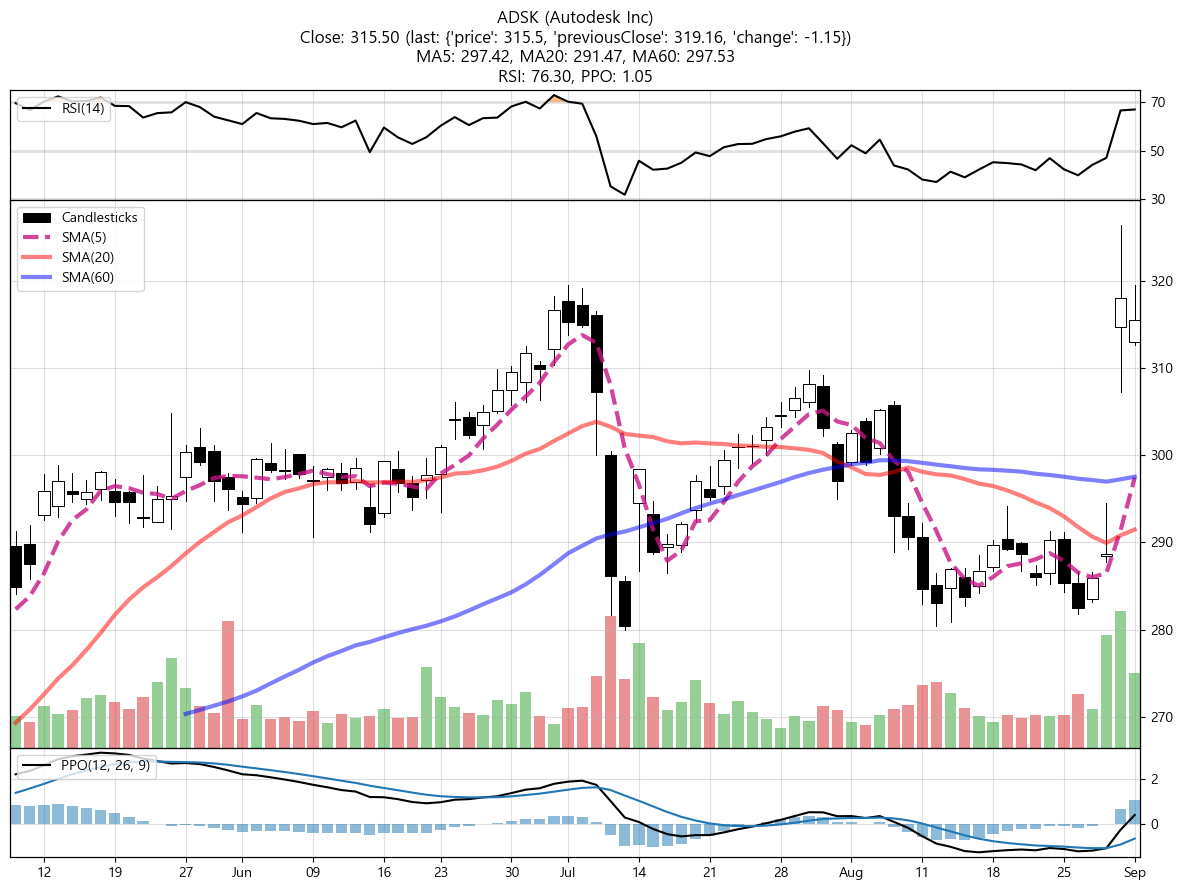 ADSK (Autodesk Inc)
Close: 315.50 (last: {'price': 315.5, 'previousClose': 319.16, 'change': -1.15})
MA5: 297.42, MA20: 291.47, MA60: 297.53
RSI: 76.30, PPO: 1.05
RSI(14)
70
50
30
Candlesticks
SMA(5)
SMA(20)
SMA(60)
320
310
300
290
280
270
PPO(12, 26, 9)
2
0
12 19 27 Jun 09 16 23 30 Jul 14 21 28 Aug 11 18 25 Sep